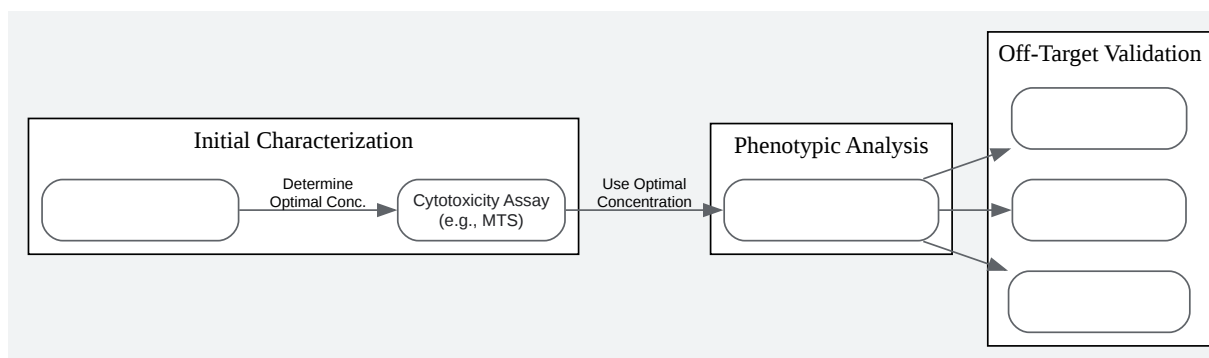 Off-Target Validation
Initial Characterization
Phenotypic Analysis
Determine
Optimal Conc.
Cytotoxicity Assay
(e.g., MTS)
Use Optimal
Concentration